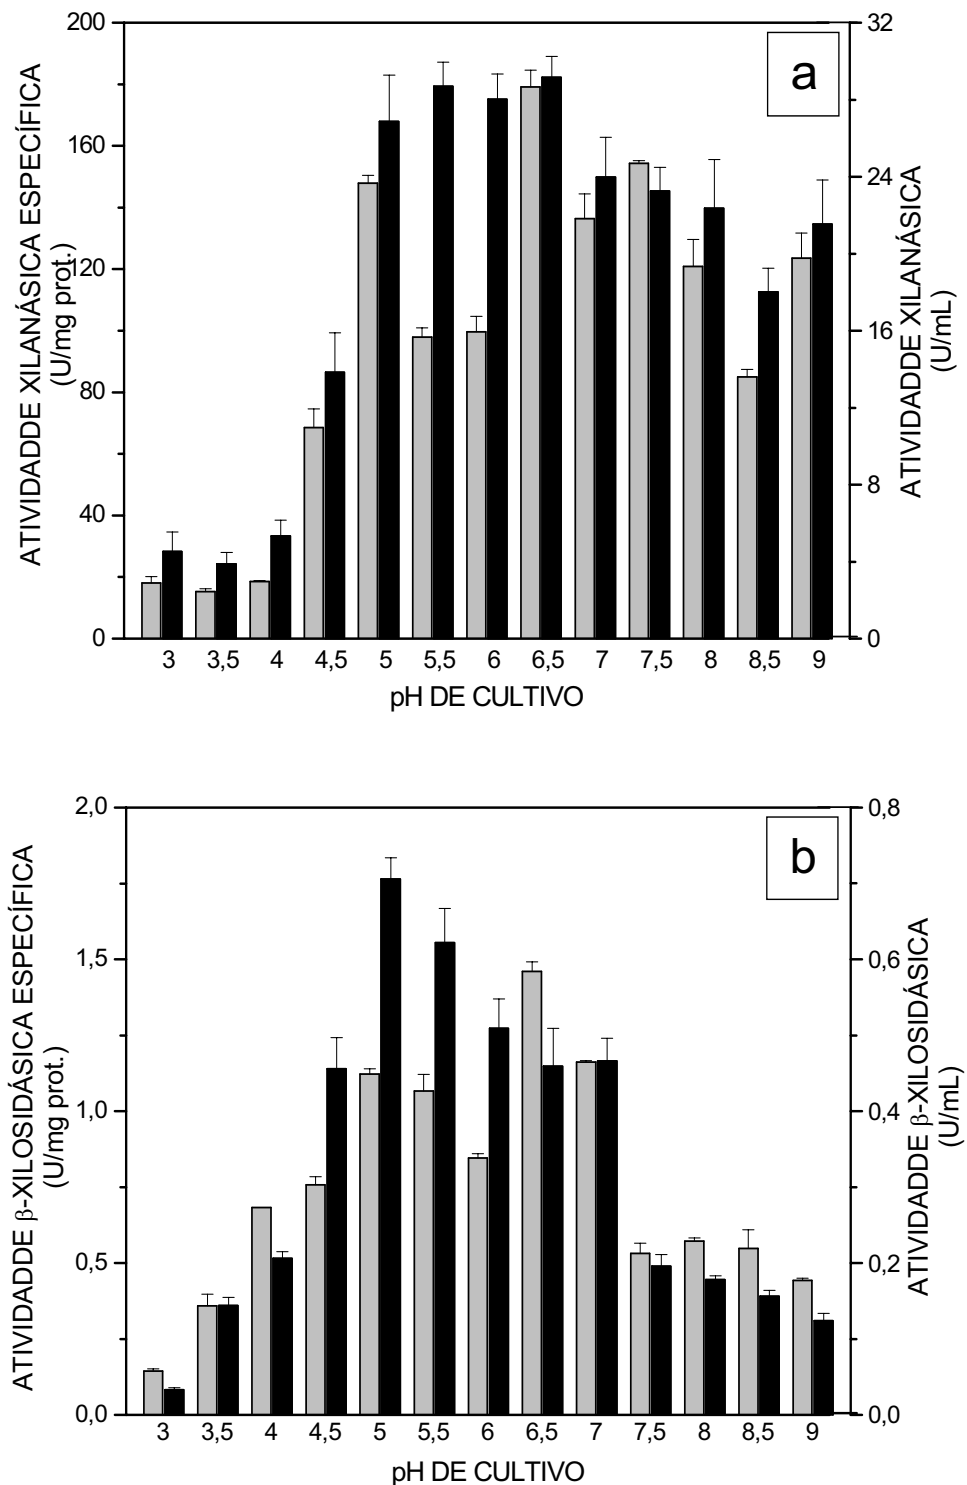 a
ATIVIDADDE XILANÁSICA ESPECÍFICA
(U/mg prot.)
200
160
120
80
40
0
32
24
16
8
0
ATIVIDADDE XILANÁSICA
(U/mL)
3 3,5 4 4,5 5 5,5 6 6,5 7 7,5 8 8,5 9
pH DE CULTIVO
b
ATIVIDADDE β-XILOSIDÁSICA ESPECÍFICA
(U/mg prot.)
2,0
1,5
1,0
0,5
0,0
0,8
0,6
0,4
0,2
0,0
ATIVIDADDE β-XILOSIDÁSICA
(U/mL)
3 3,5 4 4,5 5 5,5 6 6,5 7 7,5 8 8,5 9
pH DE CULTIVO